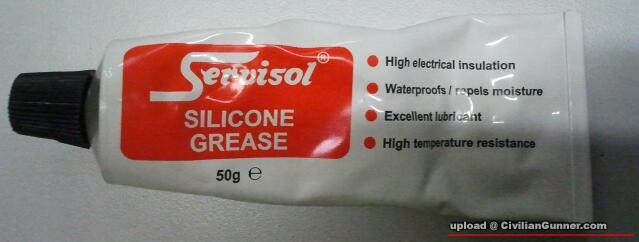 Servisol®
SILICONE
GREASE
50g ℮
High electrical insulation
Waterproofs / repels moisture
Excellent lubricant
High temperature resistance
upload @ CivilianGunner.com